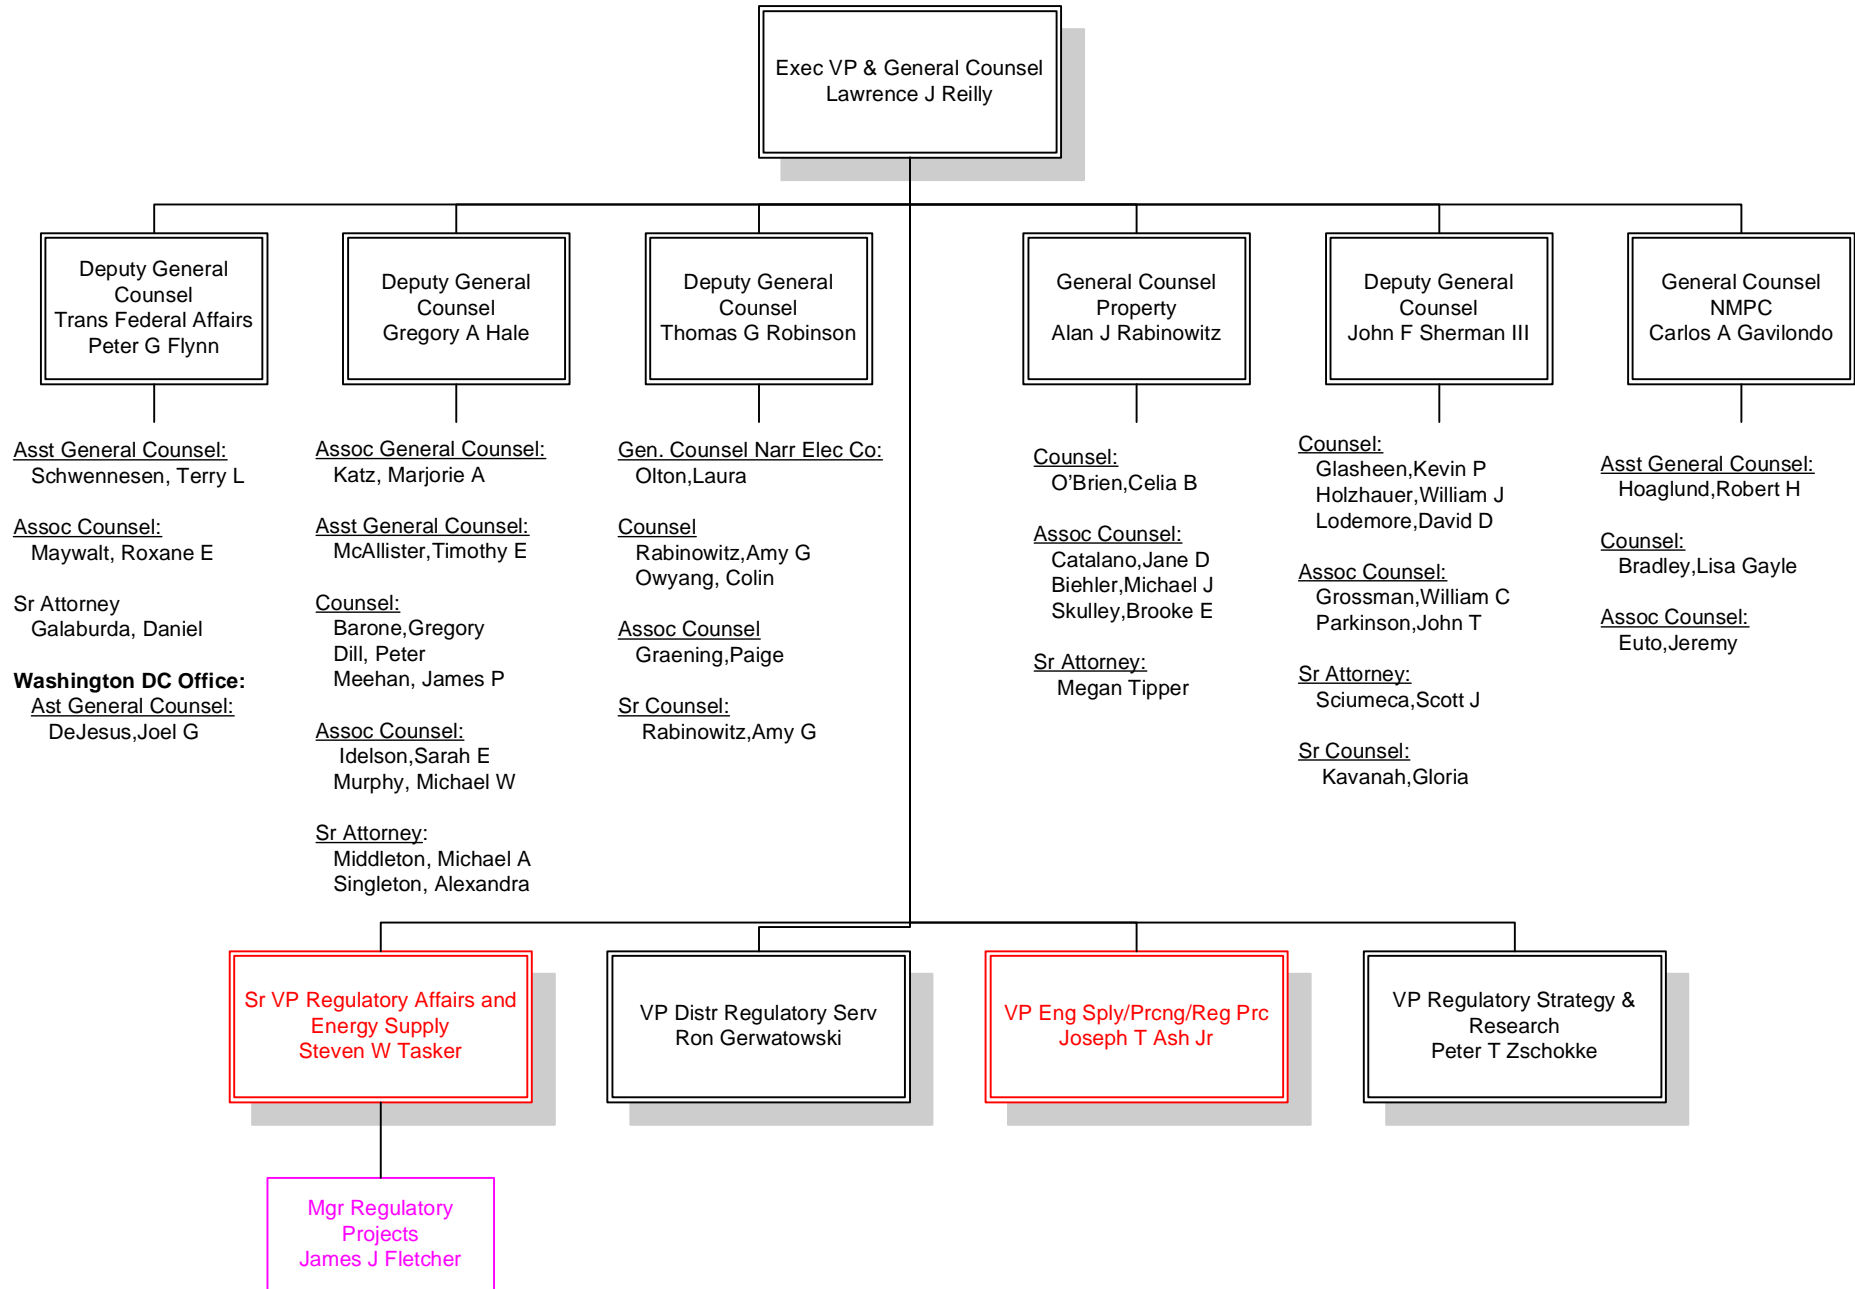 Exec VP & General Counsel
Lawrence J Reilly
Deputy General
Counsel
Trans Federal Affairs
Peter G Flynn
Deputy General
Counsel
Gregory A Hale
Deputy General
Counsel
Thomas G Robinson
General Counsel
Property
Alan J Rabinowitz
Deputy General
Counsel
John F Sherman III
General Counsel
NMPC
Carlos A Gavilondo
Asst General Counsel:
Schwennesen, Terry L
Assoc Counsel:
Maywalt, Roxane E
Sr Attorney
Galaburda, Daniel
Washington DC Office:
Ast General Counsel:
DeJesus,Joel G
Assoc General Counsel:
Katz, Marjorie A
Asst General Counsel:
McAllister,Timothy E
Counsel:
Barone,Gregory
Dill, Peter
Meehan, James P
Assoc Counsel:
Idelson,Sarah E
Murphy, Michael W
Sr Attorney:
Middleton, Michael A
Singleton, Alexandra
Gen. Counsel Narr Elec Co:
Olton,Laura
Counsel
Rabinowitz,Amy G
Owyang, Colin
Assoc Counsel
Graening,Paige
Sr Counsel:
Rabinowitz,Amy G
Counsel:
O'Brien,Celia B
Assoc Counsel:
Catalano,Jane D
Biehler,Michael J
Skulley,Brooke E
Sr Attorney:
Megan Tipper
Counsel:
Glasheen,Kevin P
Holzhauer,William J
Lodemore,David D
Assoc Counsel:
Grossman,William C
Parkinson,John T
Sr Attorney:
Sciumeca,Scott J
Sr Counsel:
Kavanah,Gloria
Asst General Counsel:
Hoaglund,Robert H
Counsel:
Bradley,Lisa Gayle
Assoc Counsel:
Euto,Jeremy
Sr VP Regulatory Affairs and
Energy Supply
Steven W Tasker
VP Distr Regulatory Serv
Ron Gerwatowski
VP Eng Sply/Prcng/Reg Prc
Joseph T Ash Jr
VP Regulatory Strategy &
Research
Peter T Zschokke
Mgr Regulatory
Projects
James J Fletcher